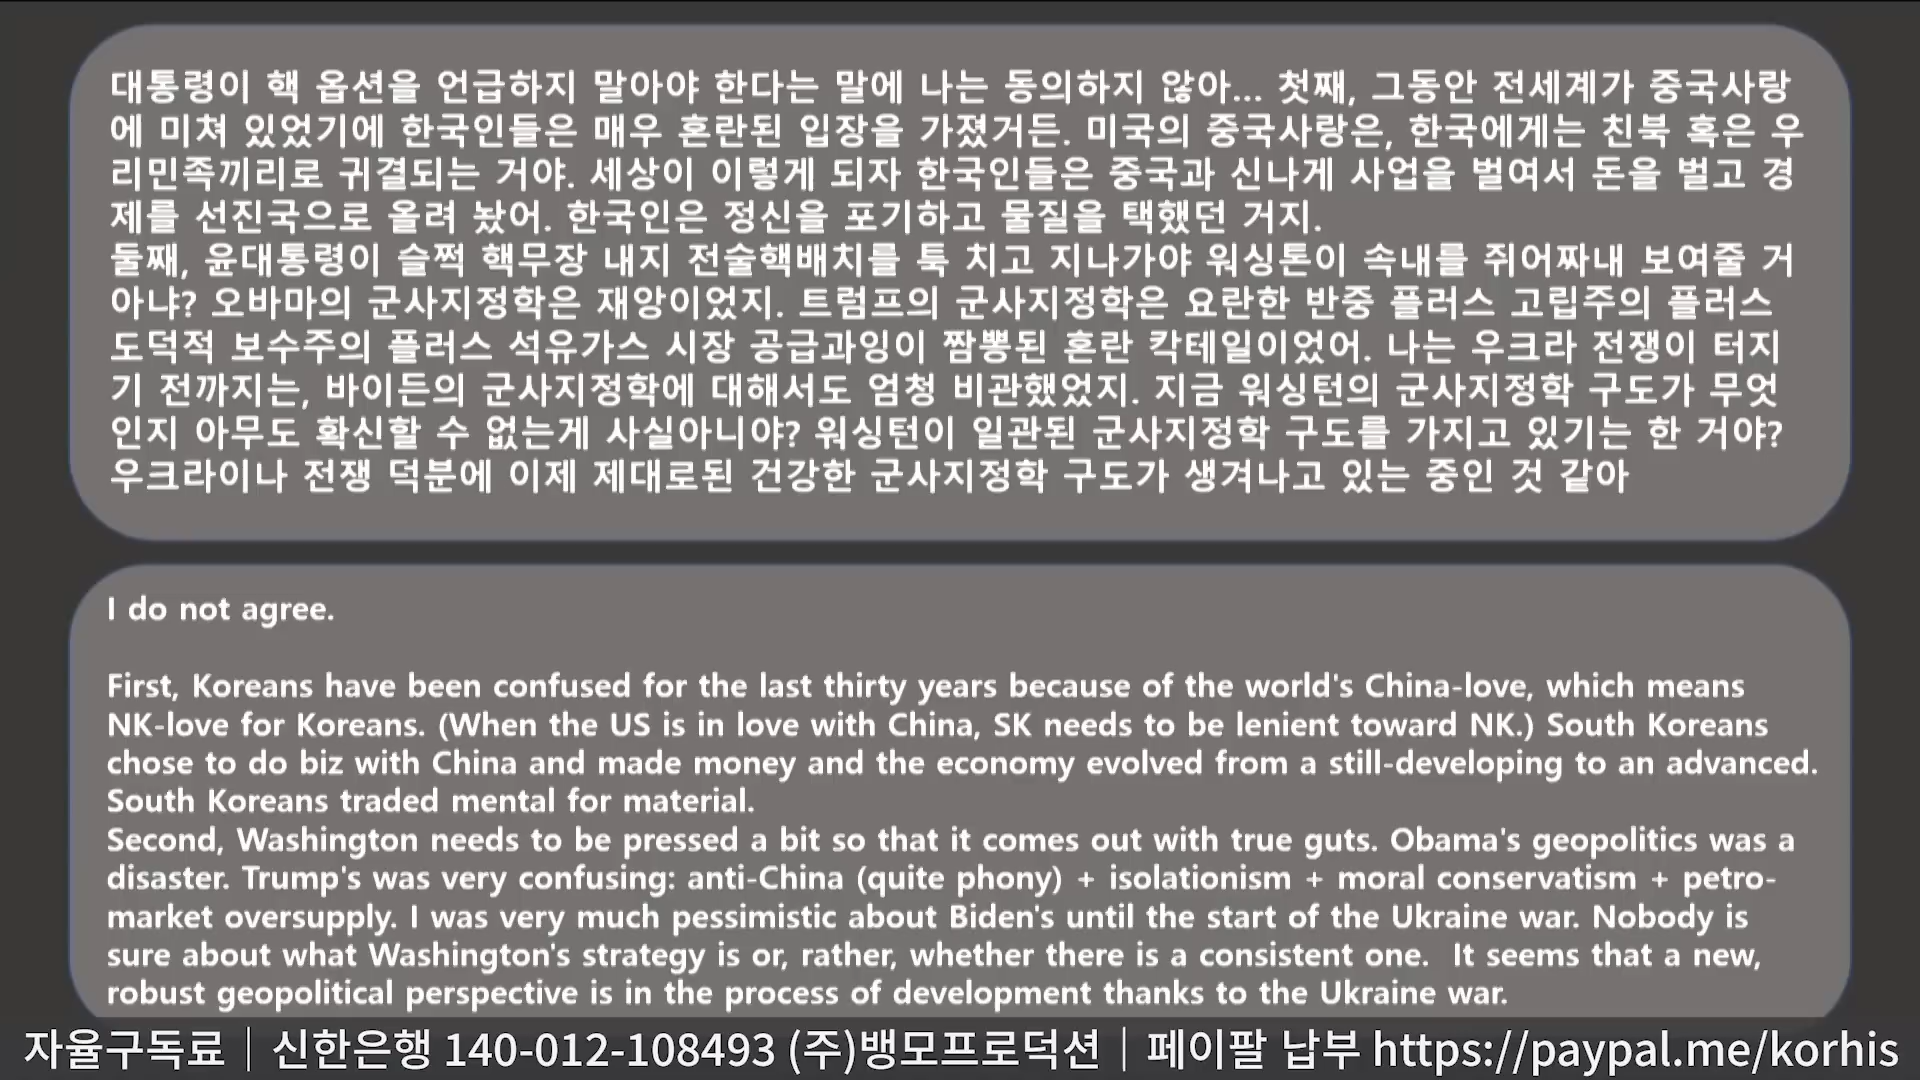 대통령이 핵 옵션을 언급하지 말아야 한다는 말에 나는 동의하지 않아... 첫째, 그동안 전세계가 중국사랑
에 미쳐 있었기에 한국인들은 매우 혼란된 입장을 가졌거든. 미국의 중국사랑은, 한국에게는 친북 혹은 우
리민족끼리로 귀결되는 거야. 세상이 이렇게 되자 한국인들은 중국과 신나게 사업을 벌여서 돈을 벌고 경
제를 선진국으로 올려 놨어. 한국인은 정신을 포기하고 물질을 택했던 거지.
둘째, 윤대통령이 슬쩍 핵무장 내지 전술핵배치를 툭 치고 지나가야 워싱톤이 속내를 쥐어짜내 보여줄 거
아냐? 오바마의 군사지정학은 재앙이었지. 트럼프의 군사지정학은 요란한 반중 플러스 고립주의 플러스
도덕적 보수주의 플러스 석유가스 시장 공급과잉이 짬뽕된 혼란 칵테일이었어. 나는 우크라 전쟁이 터지
기 전까지는, 바이든의 군사지정학에 대해서도 엄청 비관했었지. 지금 워싱턴의 군사지정학 구도가 무엇
인지 아무도 확신할 수 없는게 사실아니야? 워싱턴이 일관된 군사지정학 구도를 가지고 있기는 한 거야?
우크라이나 전쟁 덕분에 이제 제대로된 건강한 군사지정학 구도가 생겨나고 있는 중인 것 같아
I do not agree.
First, Koreans have been confused for the last thirty years because of the world's China-love, which means
NK-love for Koreans. (When the US is in love with China, SK needs to be lenient toward NK.) South Koreans
chose to do biz with China and made money and the economy evolved from a still-developing to an advanced.
South Koreans traded mental for material.
Second, Washington needs to be pressed a bit so that it comes out with true guts. Obama's geopolitics was a
disaster. Trump's was very confusing: anti-China (quite phony) + isolationism + moral conservatism + petro-
market oversupply. I was very much pessimistic about Biden's until the start of the Ukraine war. Nobody is
sure about what Washington's strategy is or, rather, whether there is a consistent one.  It seems that a new,
robust geopolitical perspective is in the process of development thanks to the Ukraine war.
자율구독료｜신한은행 140-012-108493 (주)뱅모프로덕션｜페이팔 납부 https://paypal.me/korhis